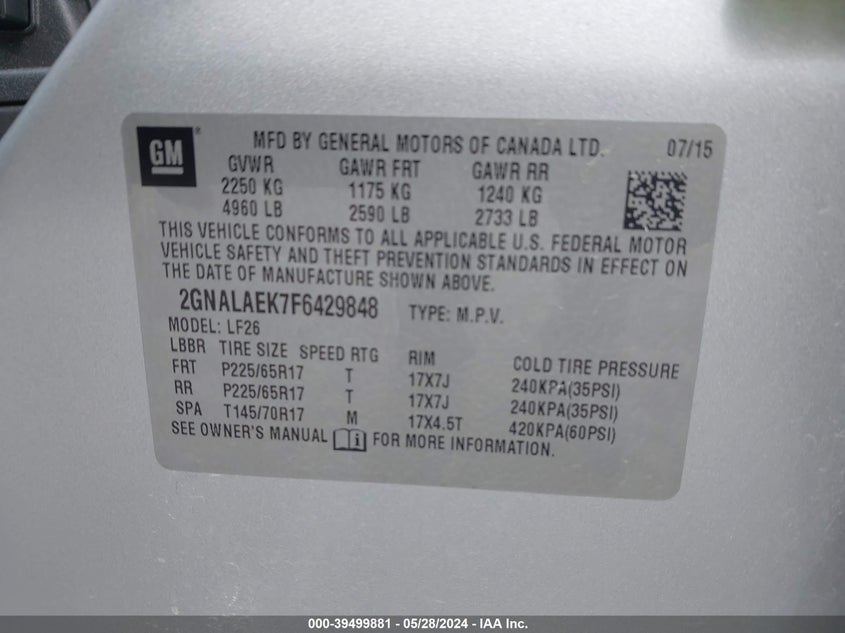 GM ® MFD BY GENERAL MOTORS OF CANADA LTD. 07/15
GVWR GAWR FRT GAWR RR
2250 KG 1175 KG 1240 KG
4960 LB 2590 LB 2733 LB
THIS VEHICLE CONFORMS TO ALL APPLICABLE U.S. FEDERAL MOTOR
VEHICLE SAFETY AND THEFT PREVENTION STANDARDS IN EFFECT ON
THE DATE OF MANUFACTURE SHOWN ABOVE.
2GNALAEK7F6429848 TYPE: M.P.V.
MODEL: LF26
LBBR TIRE SIZE SPEED RTG RIM COLD TIRE PRESSURE
FRT P225/65R17 T 17X7J 240KPA(35PSI)
RR P225/65R17 T 17X7J 240KPA(35PSI)
SPA T145/70R17 M 17X4.5T 420KPA(60PSI)
SEE OWNER'S MANUAL i FOR MORE INFORMATION.
000-39499881 - 05/28/2024 - IAA Inc.